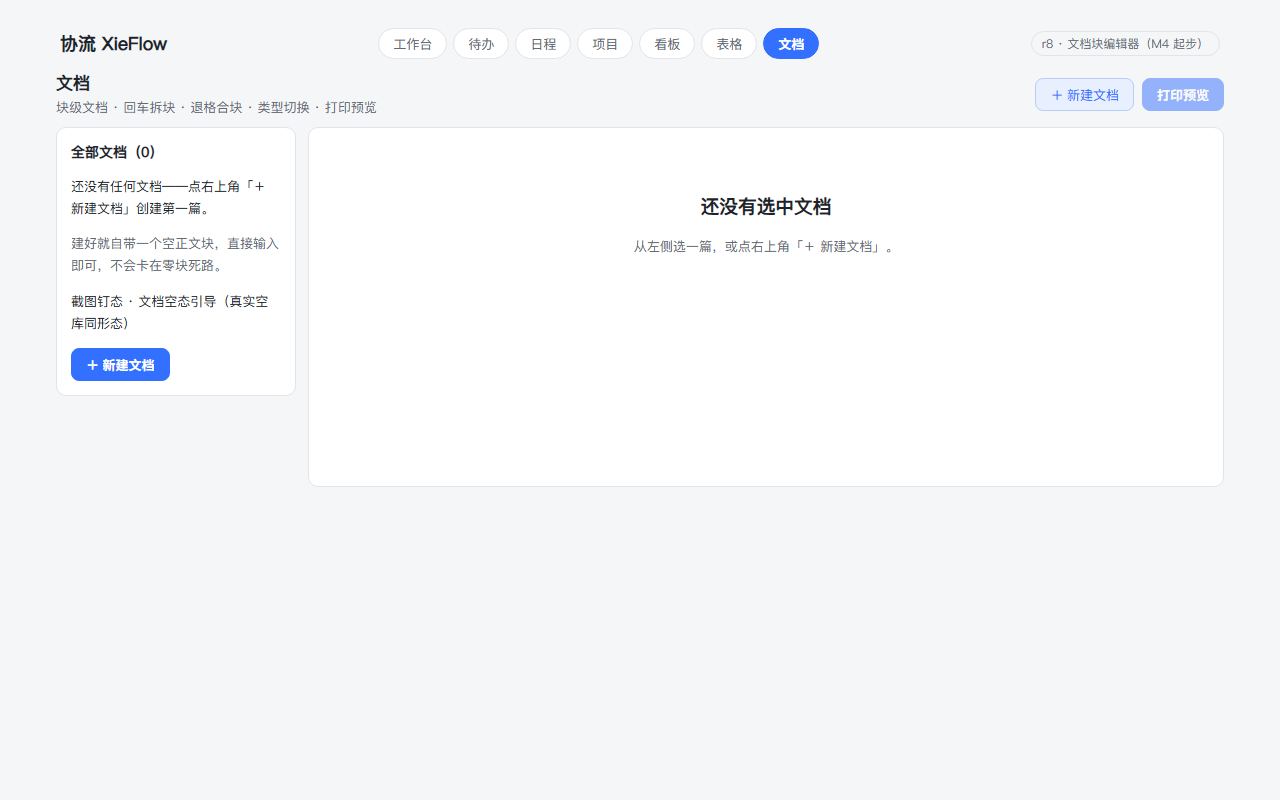 协流 XieFlow
工作台
待办
日程
项目
看板
表格
文档
r8 · 文档块编辑器（M4 起步）
文档
块级文档 · 回车拆块 · 退格合块 · 类型切换 · 打印预览
＋ 新建文档
打印预览
全部文档（0）
还没有任何文档——点右上角「＋
新建文档」创建第一篇。
建好就自带一个空正文块，直接输入
即可，不会卡在零块死路。
截图钉态 · 文档空态引导（真实空
库同形态）
＋ 新建文档
还没有选中文档
从左侧选一篇，或点右上角「＋ 新建文档」。